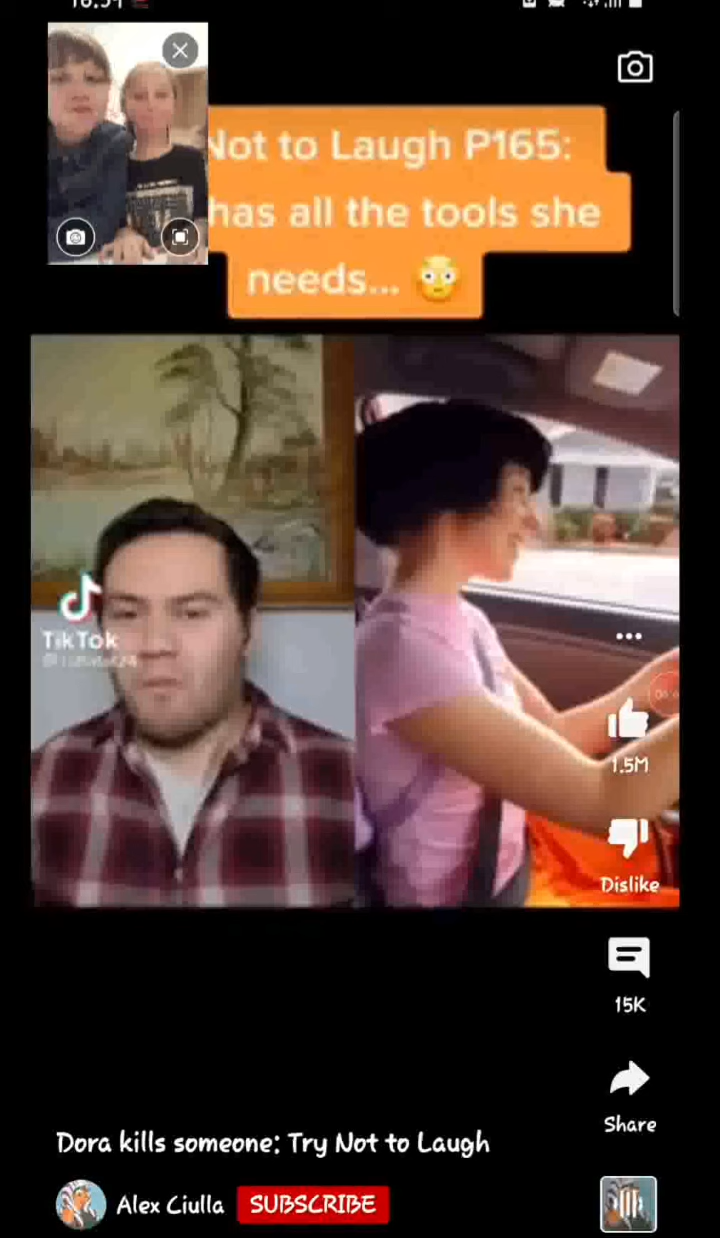 Not to Laugh P165:
has all the tools she
needs... 😳
TikTok
1.5M
Dislike
15K
Share
Dora kills someone: Try Not to Laugh
Alex Ciulla SUBSCRIBE